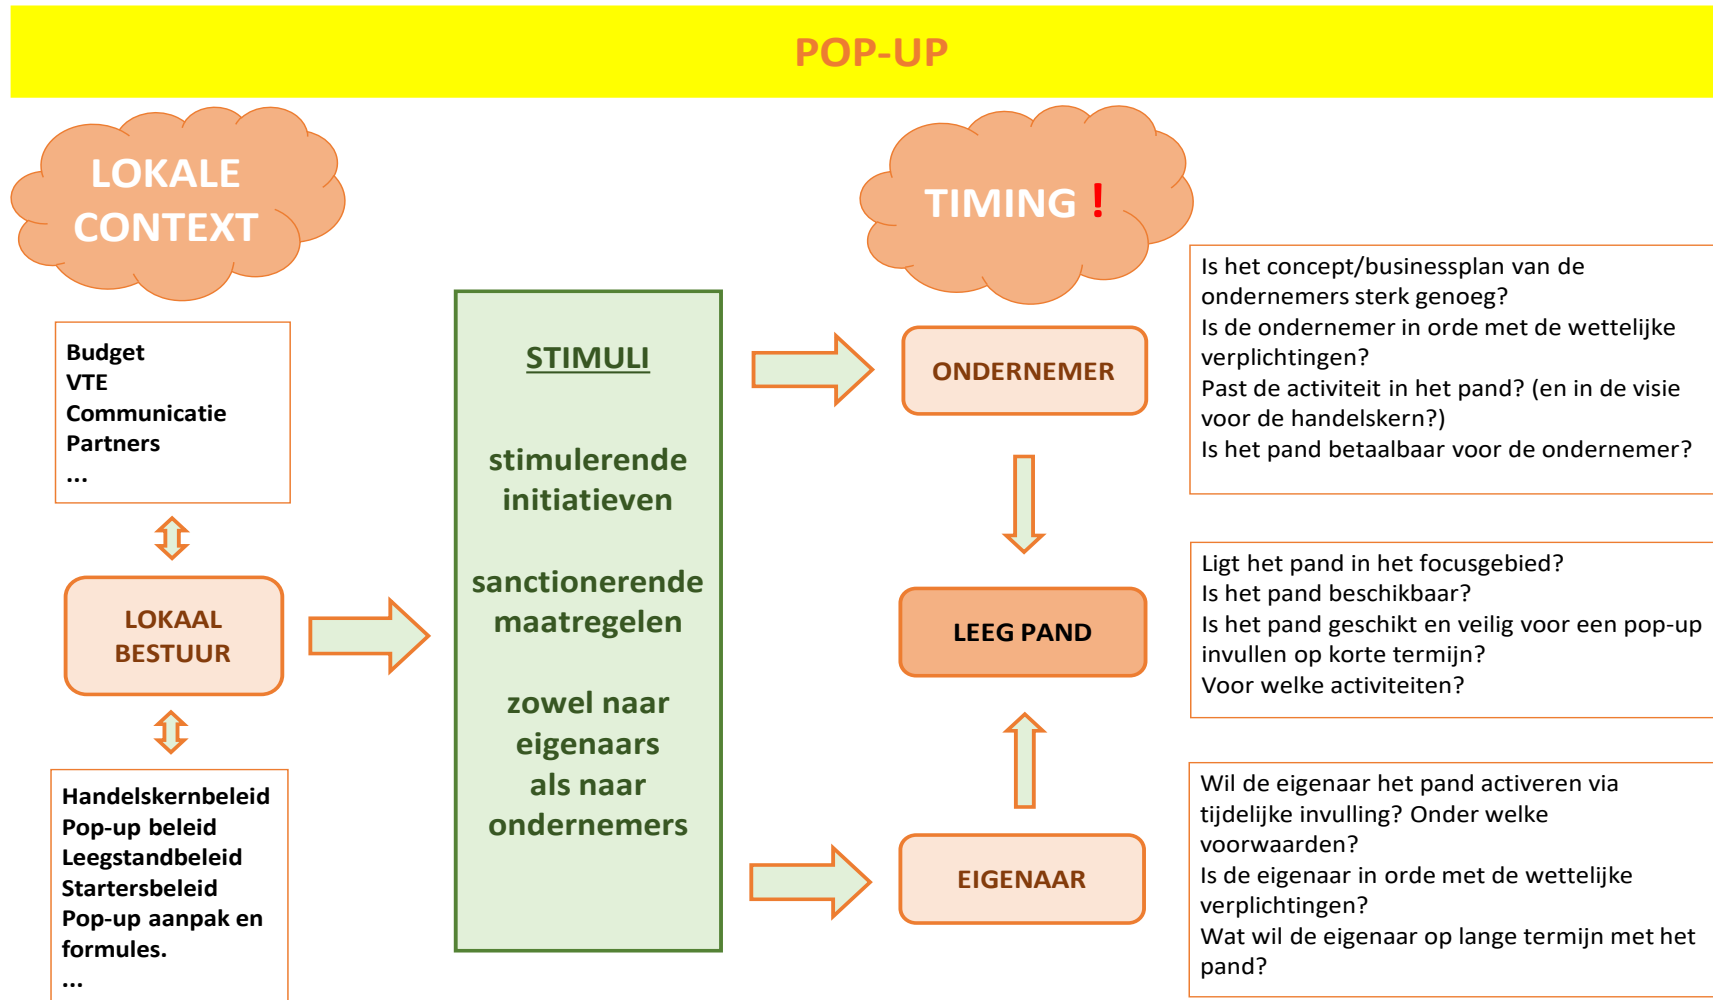 POP-UP
LOKALE
CONTEXT
Budget
VTE
Communicatie
Partners
...
LOKAAL
BESTUUR
Handelskernbeleid
Pop-up beleid
Leegstandbeleid
Startersbeleid
Pop-up aanpak en
formules.
...
STIMULI
stimulerende
initiatieven
sanctionerende
maatregelen
zowel naar
eigenaars
als naar
ondernemers
TIMING !
ONDERNEMER
LEEG PAND
EIGENAAR
Is het concept/businessplan van de
ondernemers sterk genoeg?
Is de ondernemer in orde met de wettelijke
verplichtingen?
Past de activiteit in het pand? (en in de visie
voor de handelskern?)
Is het pand betaalbaar voor de ondernemer?
Ligt het pand in het focusgebied?
Is het pand beschikbaar?
Is het pand geschikt en veilig voor een pop-up
invullen op korte termijn?
Voor welke activiteiten?
Wil de eigenaar het pand activeren via
tijdelijke invulling? Onder welke
voorwaarden?
Is de eigenaar in orde met de wettelijke
verplichtingen?
Wat wil de eigenaar op lange termijn met het
pand?